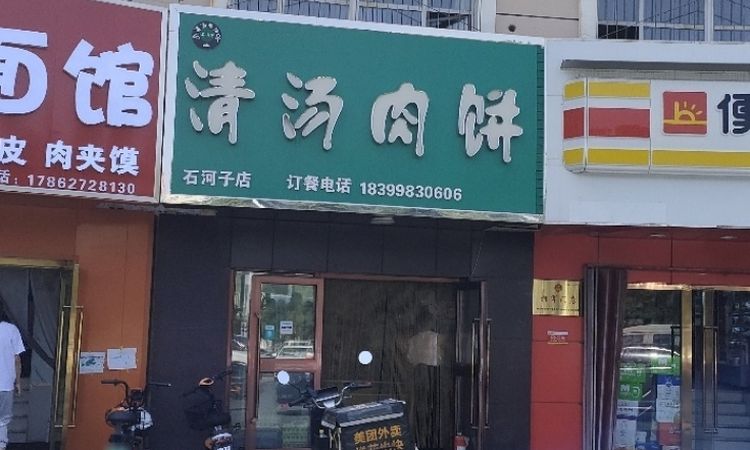 面馆
皮 肉夹馍
话：17862728130
清汤肉饼
石河子店 订餐电话 18399830606
便
美团外卖